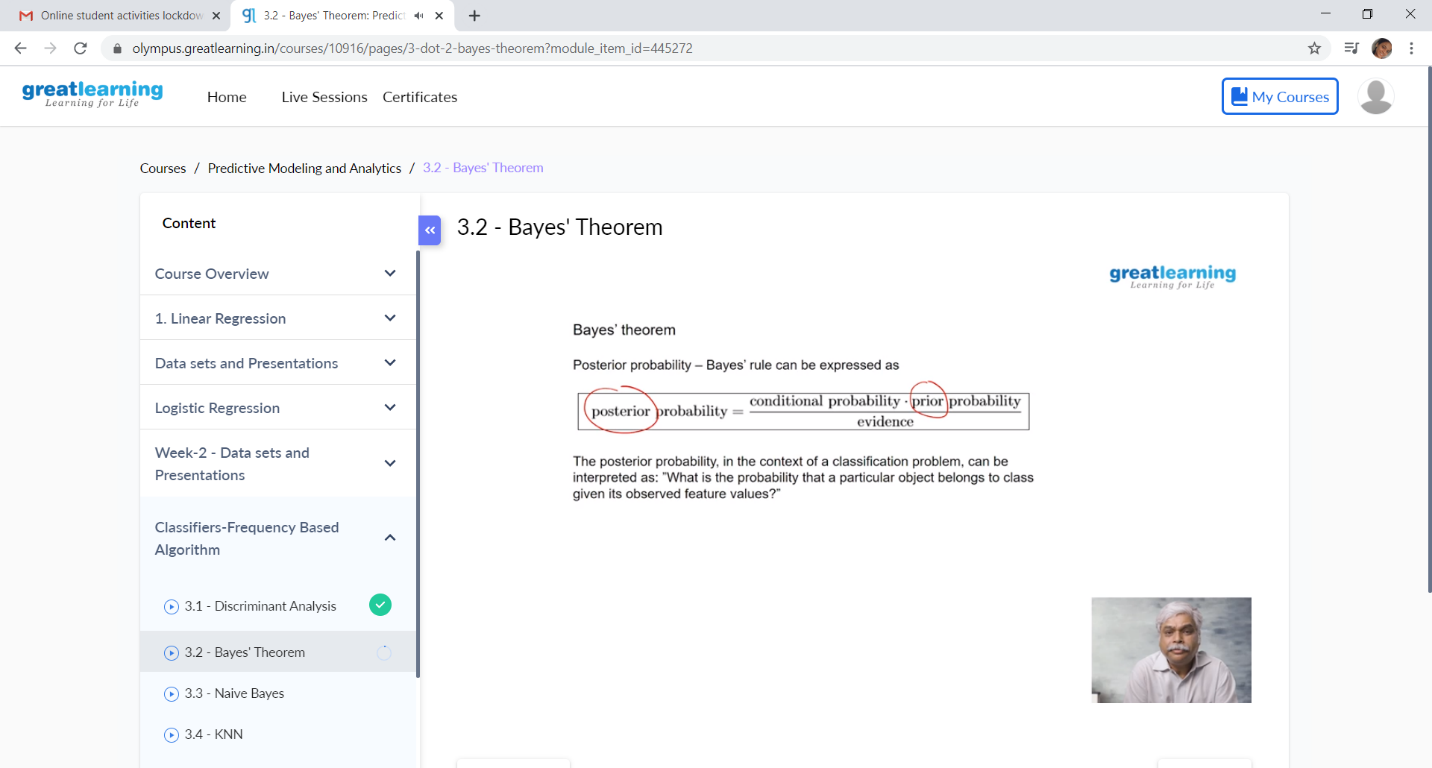 Online student activities lockdow
3.2 - Bayes' Theorem: Predict
olympus.greatlearning.in/courses/10916/pages/3-dot-2-bayes-theorem?module_item_id=445272
greatlearning
Learning for Life
Home Live Sessions Certificates
My Courses
Courses / Predictive Modeling and Analytics / 3.2 - Bayes' Theorem
Content
Course Overview
1. Linear Regression
Data sets and Presentations
Logistic Regression
Week-2 - Data sets and
Presentations
Classifiers-Frequency Based
Algorithm
3.1 - Discriminant Analysis
3.2 - Bayes' Theorem
3.3 - Naive Bayes
3.4 - KNN
3.2 - Bayes' Theorem
greatlearning
Learning for Life
Bayes' theorem
Posterior probability – Bayes' rule can be expressed as
posterior probability = conditional probability · prior probability
evidence
The posterior probability, in the context of a classification problem, can be
interpreted as: "What is the probability that a particular object belongs to class
given its observed feature values?"